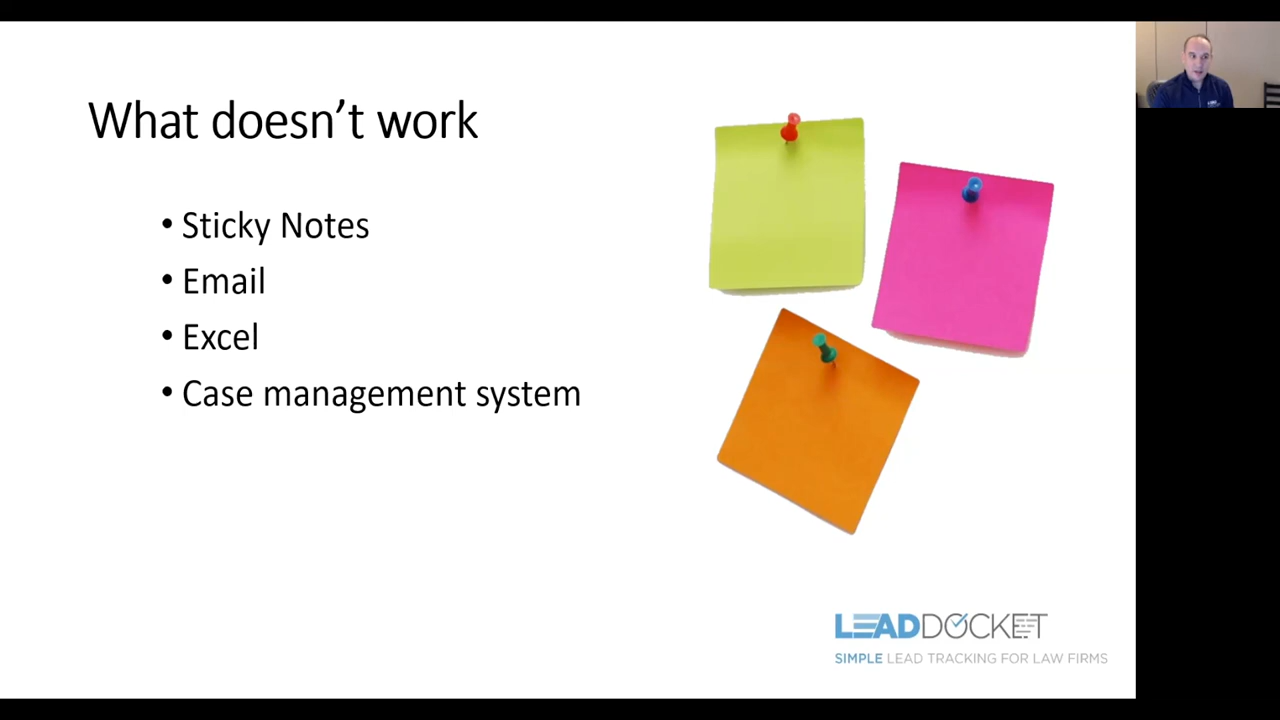 What doesn’t work
• Sticky Notes
• Email
• Excel
• Case management system
LEADDOCKET
SIMPLE LEAD TRACKING FOR LAW FIRMS